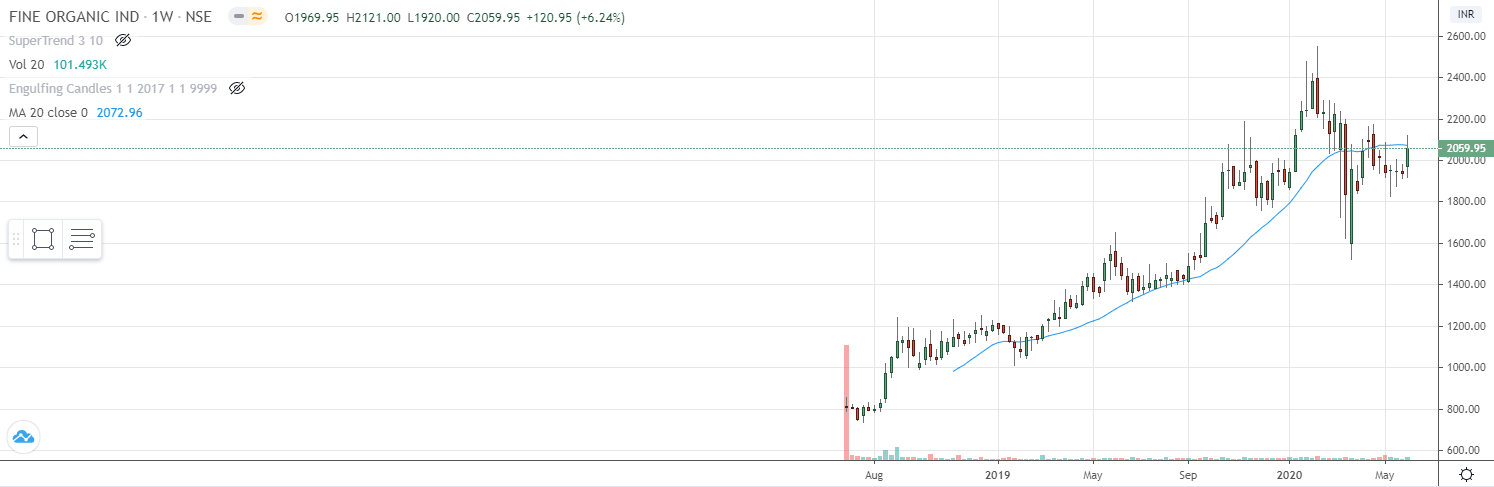 FINE ORGANIC IND · 1W · NSE O1969.95 H2121.00 L1920.00 C2059.95 +120.95 (+6.24%)
INR
SuperTrend 3 10
Vol 20 101.493K
Engulfing Candles 1 1 2017 1 1 9999
MA 20 close 0 2072.96
2600.00
2400.00
2200.00
2059.95
2000.00
1800.00
1600.00
1400.00
1200.00
1000.00
800.00
600.00
Aug 2019 May Sep 2020 May